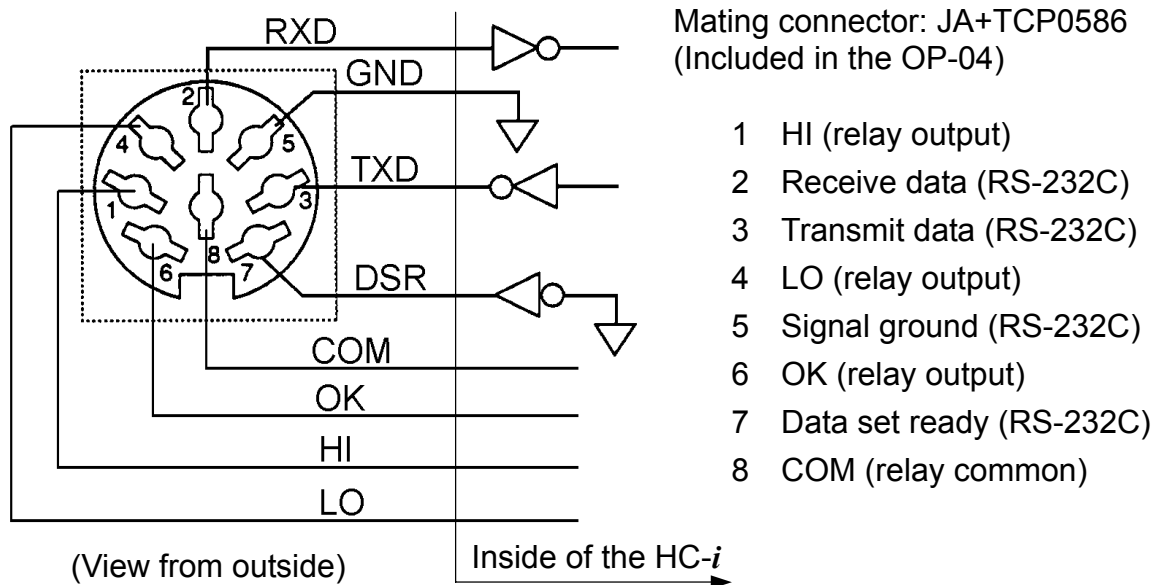 RXD
GND
TXD
DSR
COM
OK
HI
LO
2
4
5
1
3
8
6
7
(View from outside)
Inside of the HC-i
Mating connector: JA+TCP0586
(Included in the OP-04)
1 HI (relay output)
2 Receive data (RS-232C)
3 Transmit data (RS-232C)
4 LO (relay output)
5 Signal ground (RS-232C)
6 OK (relay output)
7 Data set ready (RS-232C)
8 COM (relay common)